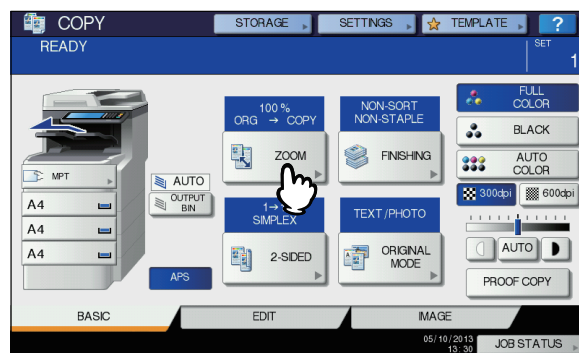 COPY
STORAGE
SETTINGS
TEMPLATE
?
READY
SET
1
100 %
ORG → COPY
ZOOM
NON-SORT
NON-STAPLE
FINISHING
FULL
COLOR
BLACK
AUTO
COLOR
300dpi
600dpi
MPT
A4
A4
A4
AUTO
OUTPUT
BIN
APS
1→
SIMPLEX
2-SIDED
TEXT/PHOTO
ORIGINAL
MODE
AUTO
PROOF COPY
BASIC
EDIT
IMAGE
05/10/2013
13:30
JOB STATUS